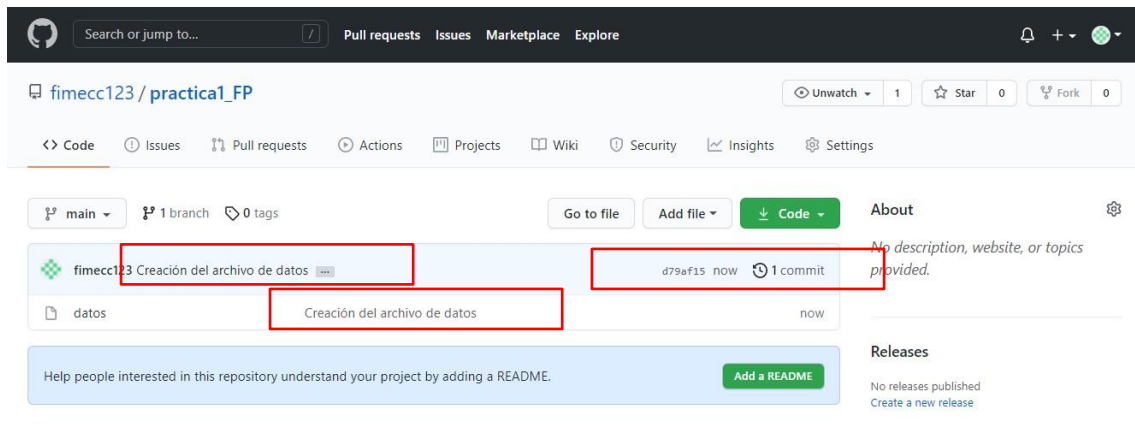 Search or jump to... / Pull requests Issues Marketplace Explore
fimecc123 / practica1_FP Unwatch 1 Star 0 Fork 0
<> Code Issues Pull requests Actions Projects Wiki Security Insights Settings
main 1 branch 0 tags Go to file Add file Code
fimecc123 Creación del archivo de datos ... d79af15 now 1 commit
datos Creación del archivo de datos now
Help people interested in this repository understand your project by adding a README. Add a README
About
No description, website, or topics
provided.
Releases
No releases published
Create a new release